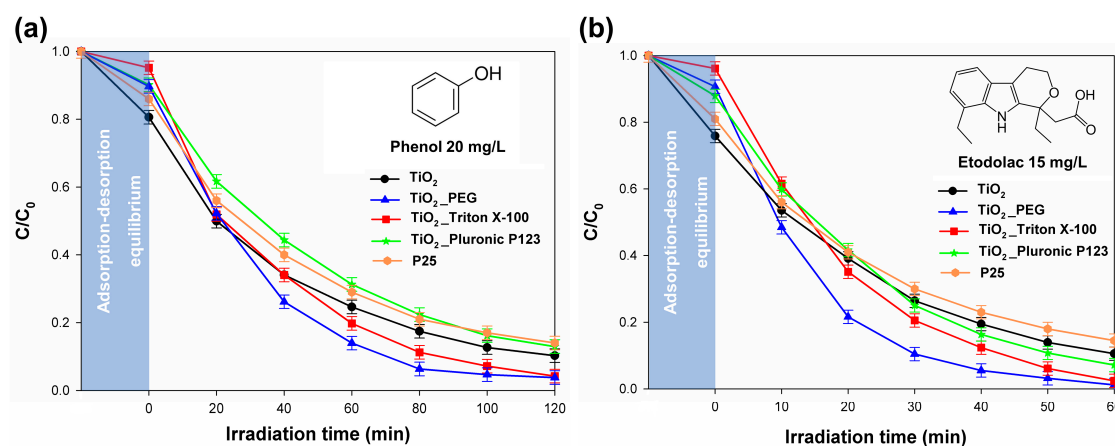 (a)
C/C0
1.0
0.8
0.6
0.4
0.2
0.0
Adsorption-desorption
equilibrium
OH
Phenol 20 mg/L
TiO2
TiO2_PEG
TiO2_Triton X-100
TiO2_Pluronic P123
P25
0 20 40 60 80 100 120
Irradiation time (min)
(b)
C/C0
1.0
0.8
0.6
0.4
0.2
0.0
Adsorption-desorption
equilibrium
O
OH
N
H
O
Etodolac 15 mg/L
TiO2
TiO2_PEG
TiO2_Triton X-100
TiO2_Pluronic P123
P25
0 10 20 30 40 50
Irradiation time (min)